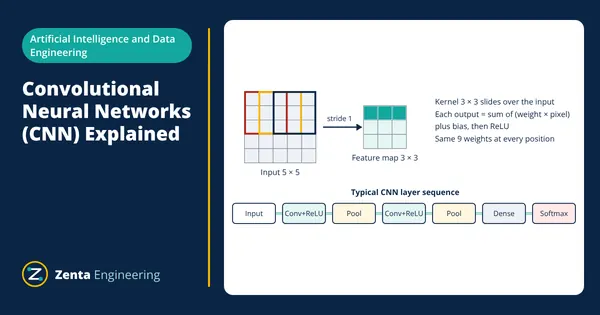 Artificial Intelligence and Data
Engineering
Convolutional
Neural Networks
(CNN) Explained
Zenta Engineering
stride 1
Input 5 × 5
Feature map 3 × 3
Kernel 3 × 3 slides over the input
Each output = sum of (weight × pixel)
plus bias, then ReLU
Same 9 weights at every position
Typical CNN layer sequence
Input
Conv+ReLU
Pool
Conv+ReLU
Pool
Dense
Softmax